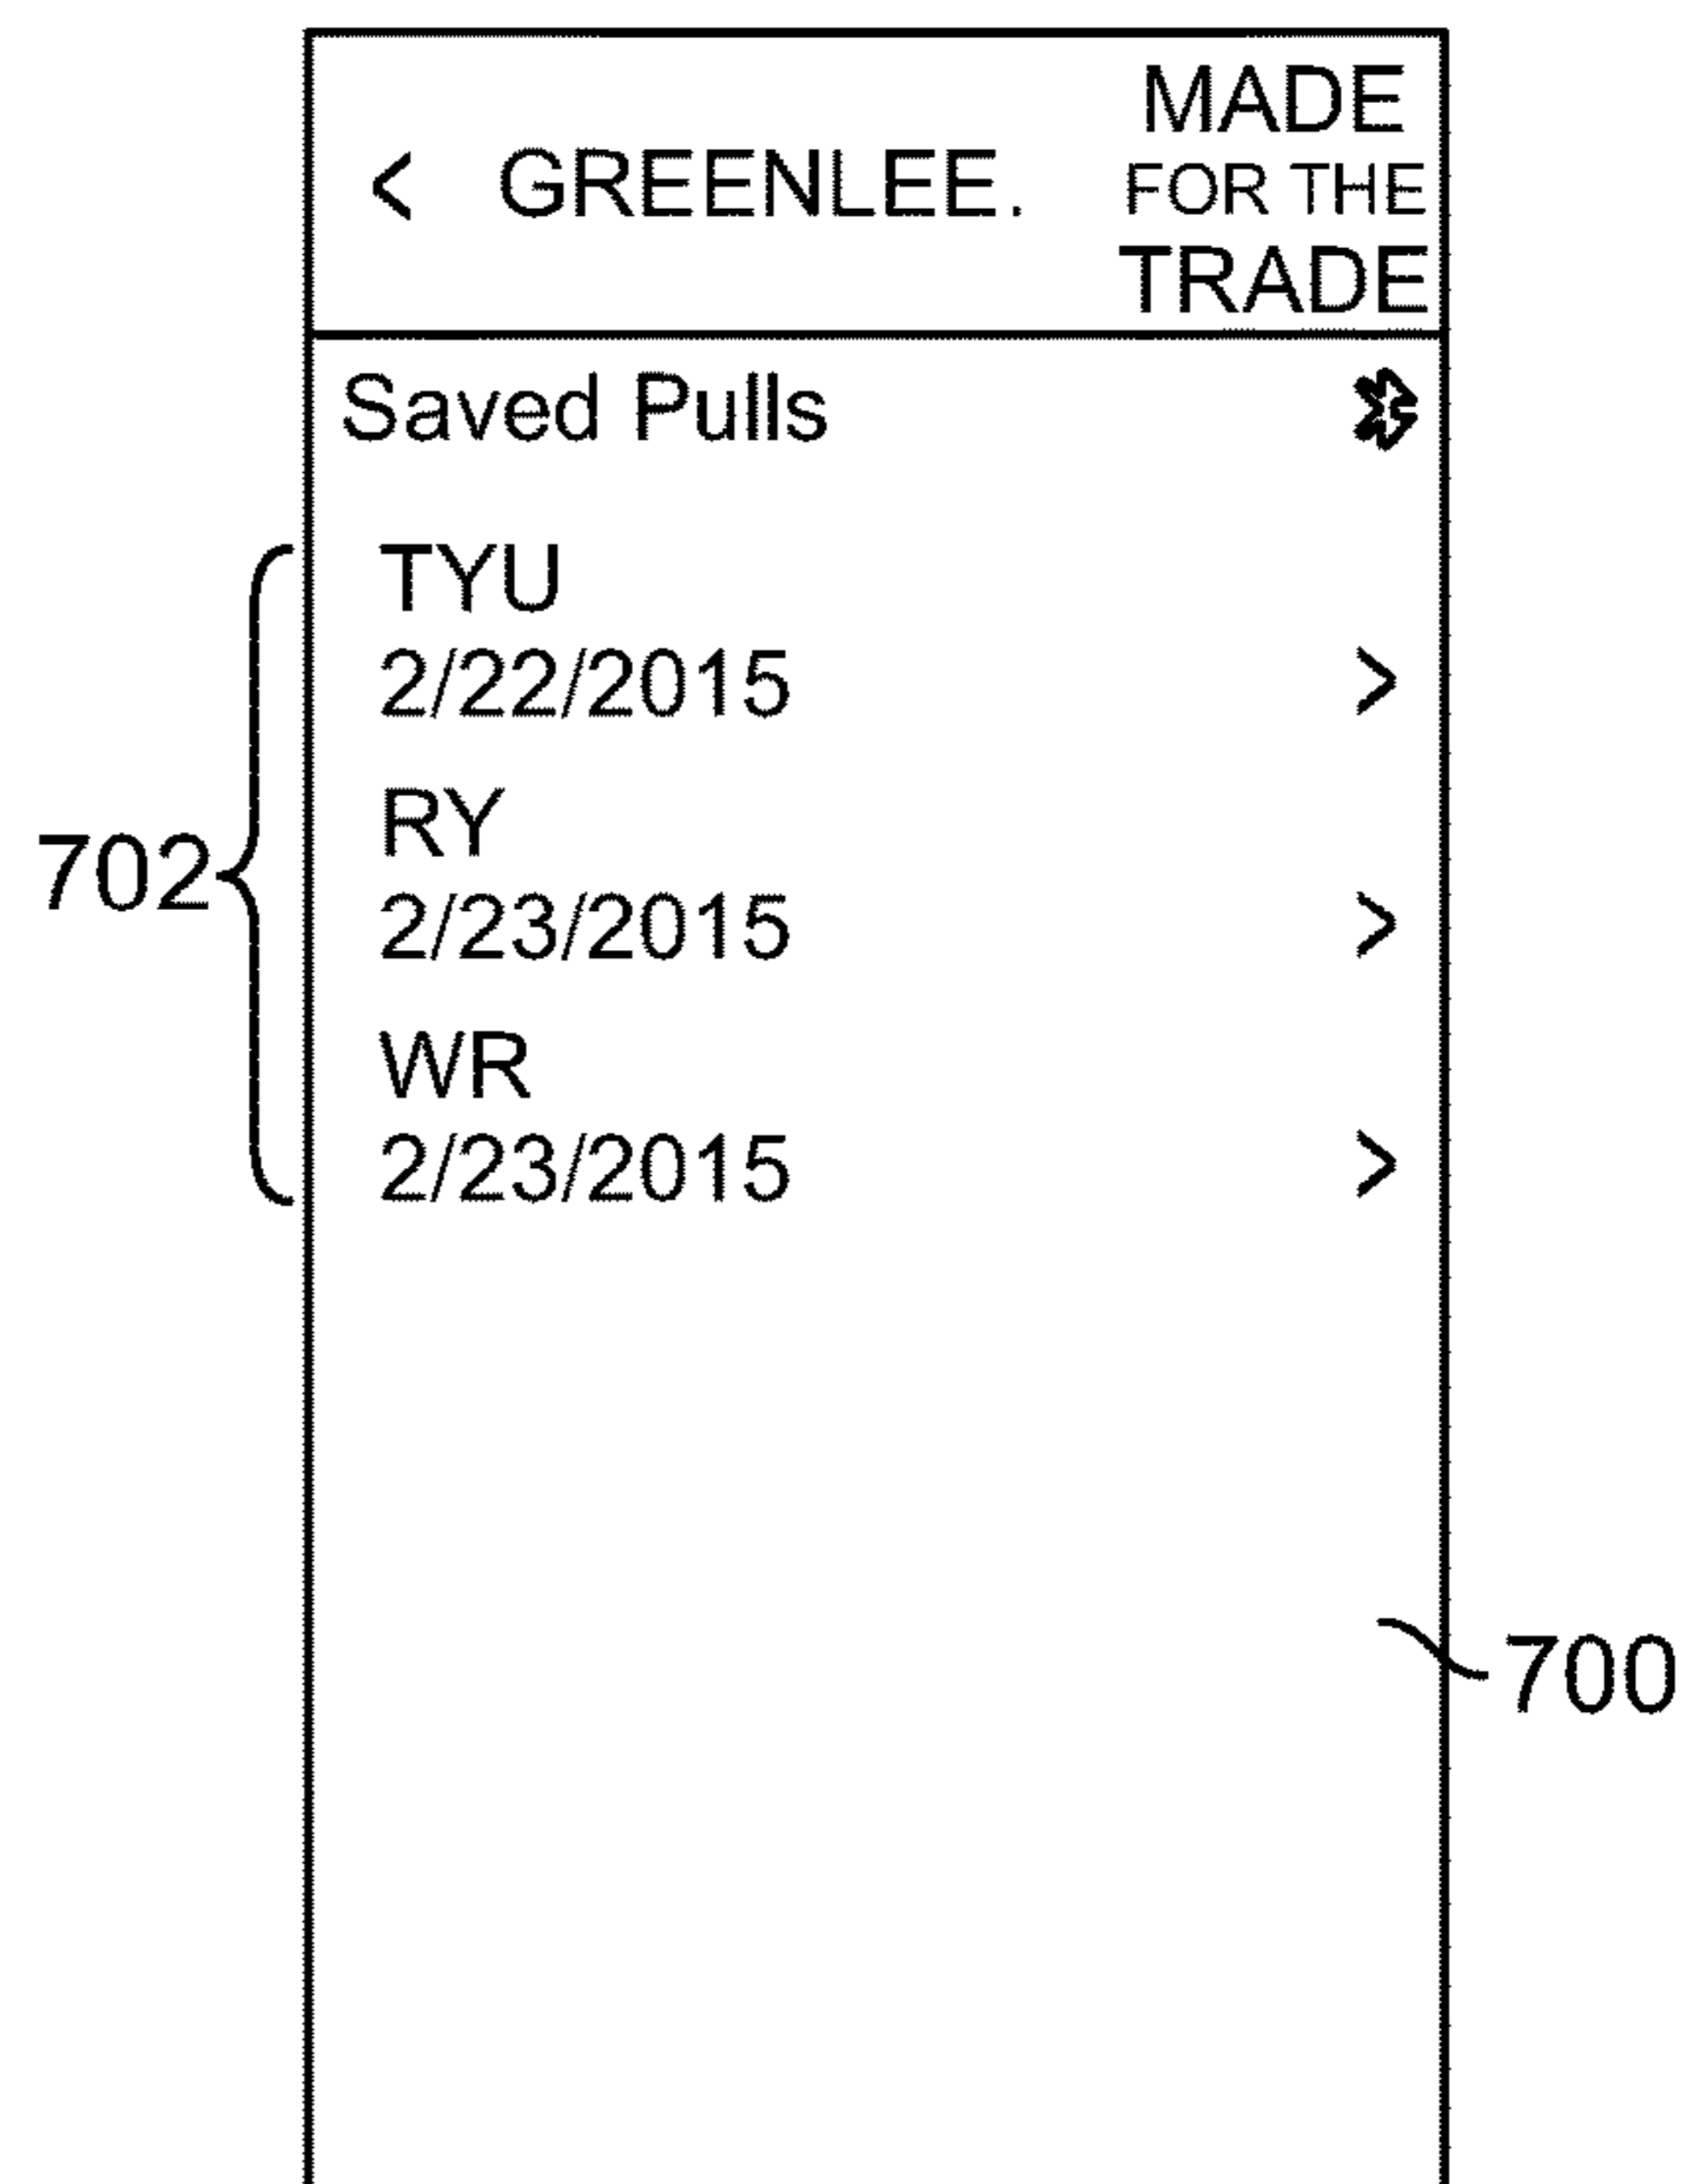 < GREENLEE.
MADE
FOR THE
TRADE
Saved Pulls
TYU
2/22/2015 >
RY
2/23/2015 >
WR
2/23/2015 >
702
700